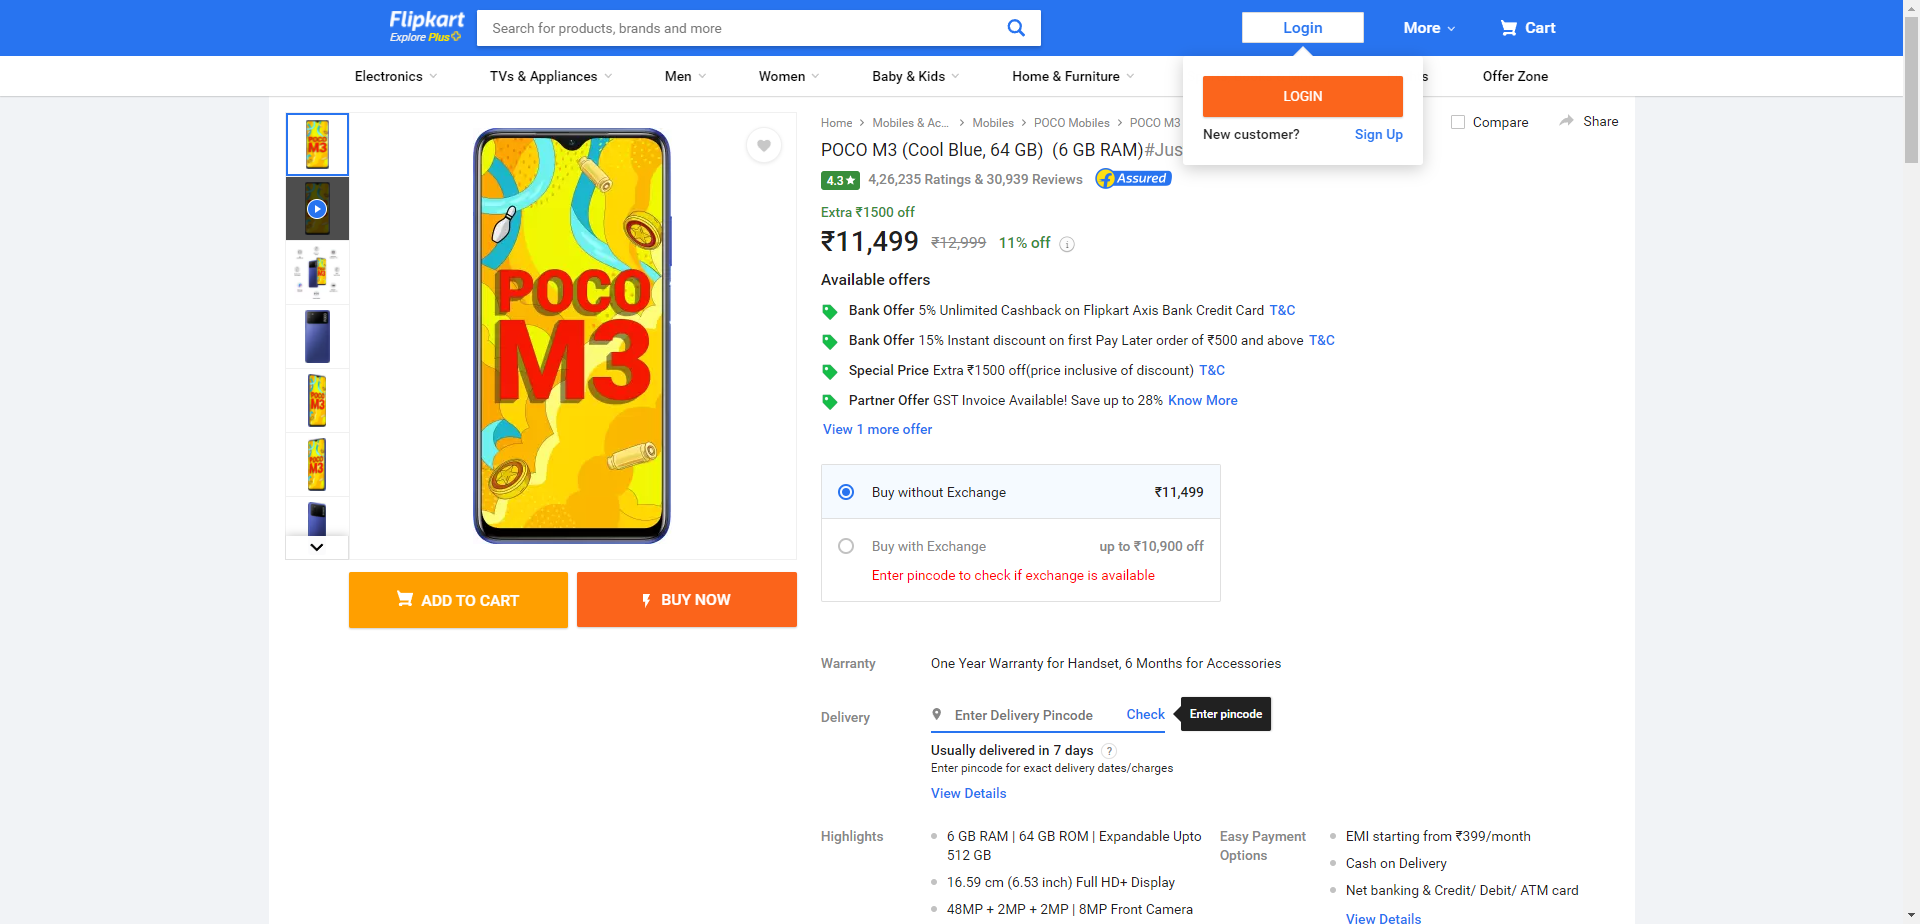 Flipkart
Explore Plus
Search for products, brands and more
Login
More
Cart
Electronics
TVs & Appliances
Men
Women
Baby & Kids
Home & Furniture
Offer Zone
LOGIN
New customer?
Sign Up
Home
Mobiles & Ac...
Mobiles
POCO Mobiles
POCO M3
Compare
Share
POCO M3 (Cool Blue, 64 GB) (6 GB RAM)#Jus
4.3★ 4,26,235 Ratings & 30,939 Reviews
Assured
Extra ₹1500 off
₹11,499 ₹12,999 11% off
Available offers
Bank Offer 5% Unlimited Cashback on Flipkart Axis Bank Credit Card T&C
Bank Offer 15% Instant discount on first Pay Later order of ₹500 and above T&C
Special Price Extra ₹1500 off(price inclusive of discount) T&C
Partner Offer GST Invoice Available! Save up to 28% Know More
View 1 more offer
POCO
M3
Buy without Exchange ₹11,499
Buy with Exchange up to ₹10,900 off
Enter pincode to check if exchange is available
ADD TO CART
BUY NOW
Warranty One Year Warranty for Handset, 6 Months for Accessories
Delivery Enter Delivery Pincode Check Enter pincode
Usually delivered in 7 days ?
Enter pincode for exact delivery dates/charges
View Details
Highlights
6 GB RAM | 64 GB ROM | Expandable Upto
512 GB
16.59 cm (6.53 inch) Full HD+ Display
48MP + 2MP + 2MP | 8MP Front Camera
Easy Payment
Options
EMI starting from ₹399/month
Cash on Delivery
Net banking & Credit/ Debit/ ATM card
View Details